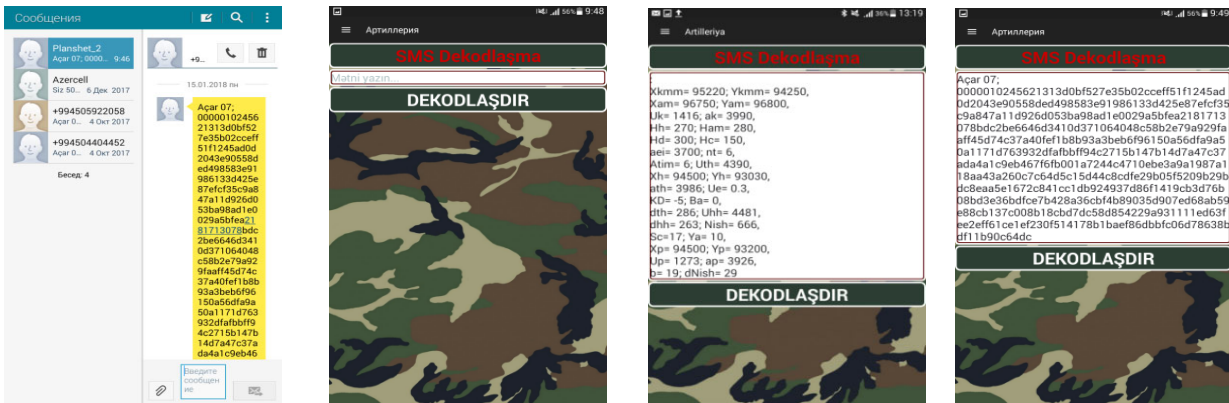 Сообщения
Planshet_2
Açar 07; 0000... 9:46
Azercell
Siz 50... 6 Дек 2017
+994505922058
Açar 0... 4 Окт 2017
+994504404452
Açar 0... 4 Окт 2017
Бесед: 4
+9...
15.01.2018 пн
Açar 07;
00000102456
21313d0bf52
7e35b02cceff
51f1245ad0d
2043e90558d
ed498583e91
986133d425e
87efcf35c9a8
47a11d926d0
53ba98ad1e0
029a5bfea21
81713078bdc
2be6646d341
0d371064048
c58b2e79a92
9faaff45d74c
37a40fef1b8b
93a3beb6f96
150a56dfa9a
50a1171d763
932dfafbbff9
4c2715b147b
14d7a47c37a
da4a1c9eb46
Введите
сообщен
ие
56% 9:48
Артиллерия
SMS Dekodlaşma
Mətni yazın...
DEKODLAŞDIR
36% 13:19
Artilleriya
SMS Dekodlaşma
Xkmm= 95220; Ykmm= 94250,
Xam= 96750; Yam= 96800,
Uk= 1416; ak= 3990,
Hh= 270; Ham= 280,
Hd= 300; Hc= 150,
aei= 3700; nt= 6,
Atim= 6; Uth= 4390,
Xh= 94500; Yh= 93030,
ath= 3986; Ue= 0.3,
KD= -5; Ba= 0,
dth= 286; Uhh= 4481,
dhh= 263; Nish= 666,
Sc=17; Ya= 10,
Xp= 94500; Yp= 93200,
Up= 1273; ap= 3926,
b= 19; dNish= 29
DEKODLAŞDIR
56% 9:49
Артиллерия
SMS Dekodlaşma
Açar 07;
0000010245621313d0bf527e35b02cceff51f1245ad
0d2043e90558ded498583e91986133d425e87efcf35
c9a847a11d926d053ba98ad1e0029a5bfea2181713
078bdc2be6646d3410d371064048c58b2e79a929fa
aff45d74c37a40fef1b8b93a3beb6f96150a56dfa9a5
0a1171d763932dfafbbff94c2715b147b14d7a47c37
ada4a1c9eb467f6fb001a7244c4710ebe3a9a1987a1
18aa43a260c7c64d5c15d44c8cdfe29b05f5209b29b
dc8eaa5e1672c841cc1db924937d86f1419cb3d76b
08bd3e36bdfce7b428a36cbf4b89035d907ed68ab59
e88cb137c008b18cbd7dc58d854229a931111ed63f
ee2eff61ce1ef230f514178b1baef86dbbfc06d78638b
df11b90c64dc
DEKODLAŞDIR